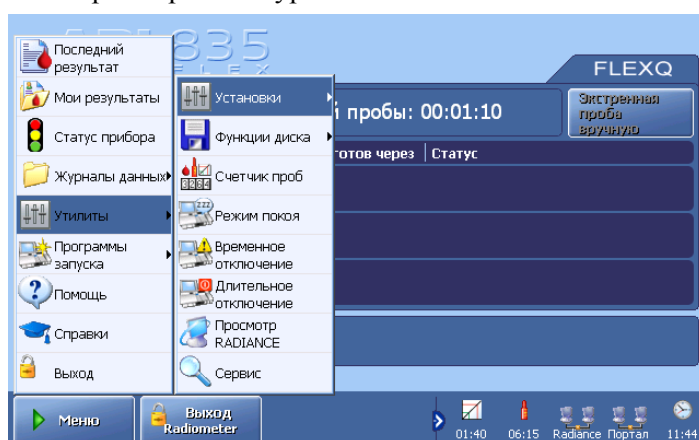 835
FLEX
FLEXQ
й пробы: 00:01:10
Экстренная
проба
вручную
готов через Статус
Последний
результат
Мои результаты
Статус прибора
Журналы данных
Утилиты
Программы
запуска
Помощь
Справки
Выход
Установки
Функции диска
Счетчик проб
Режим покоя
Временное
отключение
Длительное
отключение
Просмотр
RADIANCE
Сервис
Меню
Выход
Radiometer
01:40
06:15
Radiance
Портал
11:44